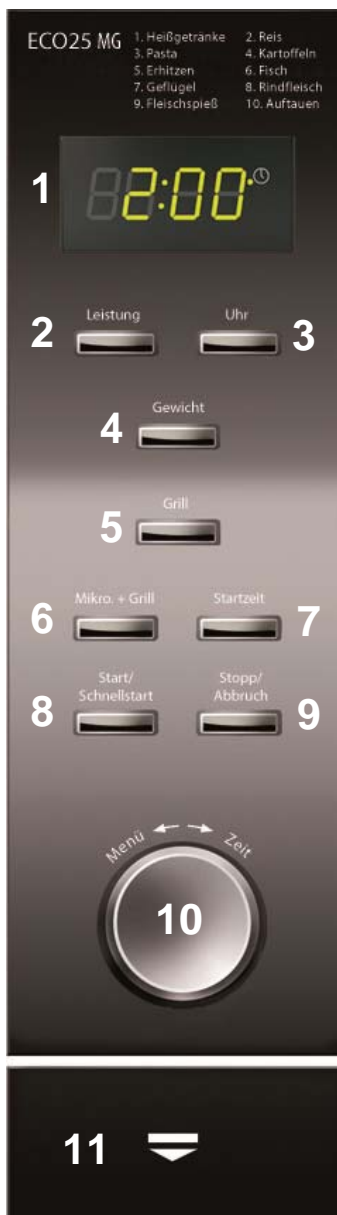 ECO25 MG 1. Heißgetränke 2. Reis
3. Pasta 4. Kartoffeln
5. Erhitzen 6. Fisch
7. Geflügel 8. Rindfleisch
9. Fleischspieß 10. Auftauen
1 2:00
Leistung Uhr
2 3
Gewicht
4
Grill
5
Mikro. + Grill Startzeit
6 7
Start/ Stopp/
Schnellstart Abbruch
8 9
Menü Zeit
10
11